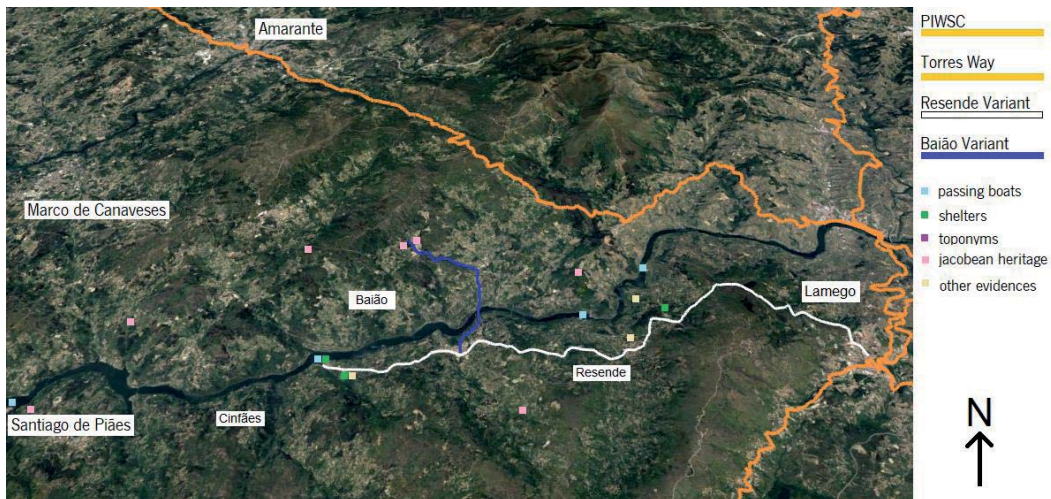 Amarante
Marco de Canaveses
Baião
Lamego
Resende
Cinfães
Santiago de Piães
PIWSC
Torres Way
Resende Variant
Baião Variant
passing boats
shelters
toponyms
jacobean heritage
other evidences
N